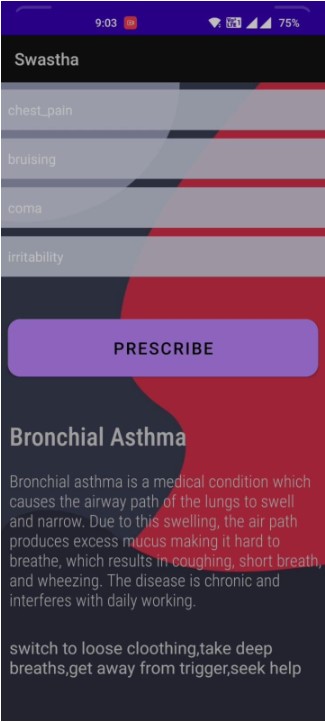 9:03
75%
Swastha
chest_pain
bruising
coma
irritability
PRESCRIBE
Bronchial Asthma
Bronchial asthma is a medical condition which
causes the airway path of the lungs to swell
and narrow. Due to this swelling, the air path
produces excess mucus making it hard to
breathe, which results in coughing, short breath,
and wheezing. The disease is chronic and
interferes with daily working.
switch to loose cloothing,take deep
breaths,get away from trigger,seek help